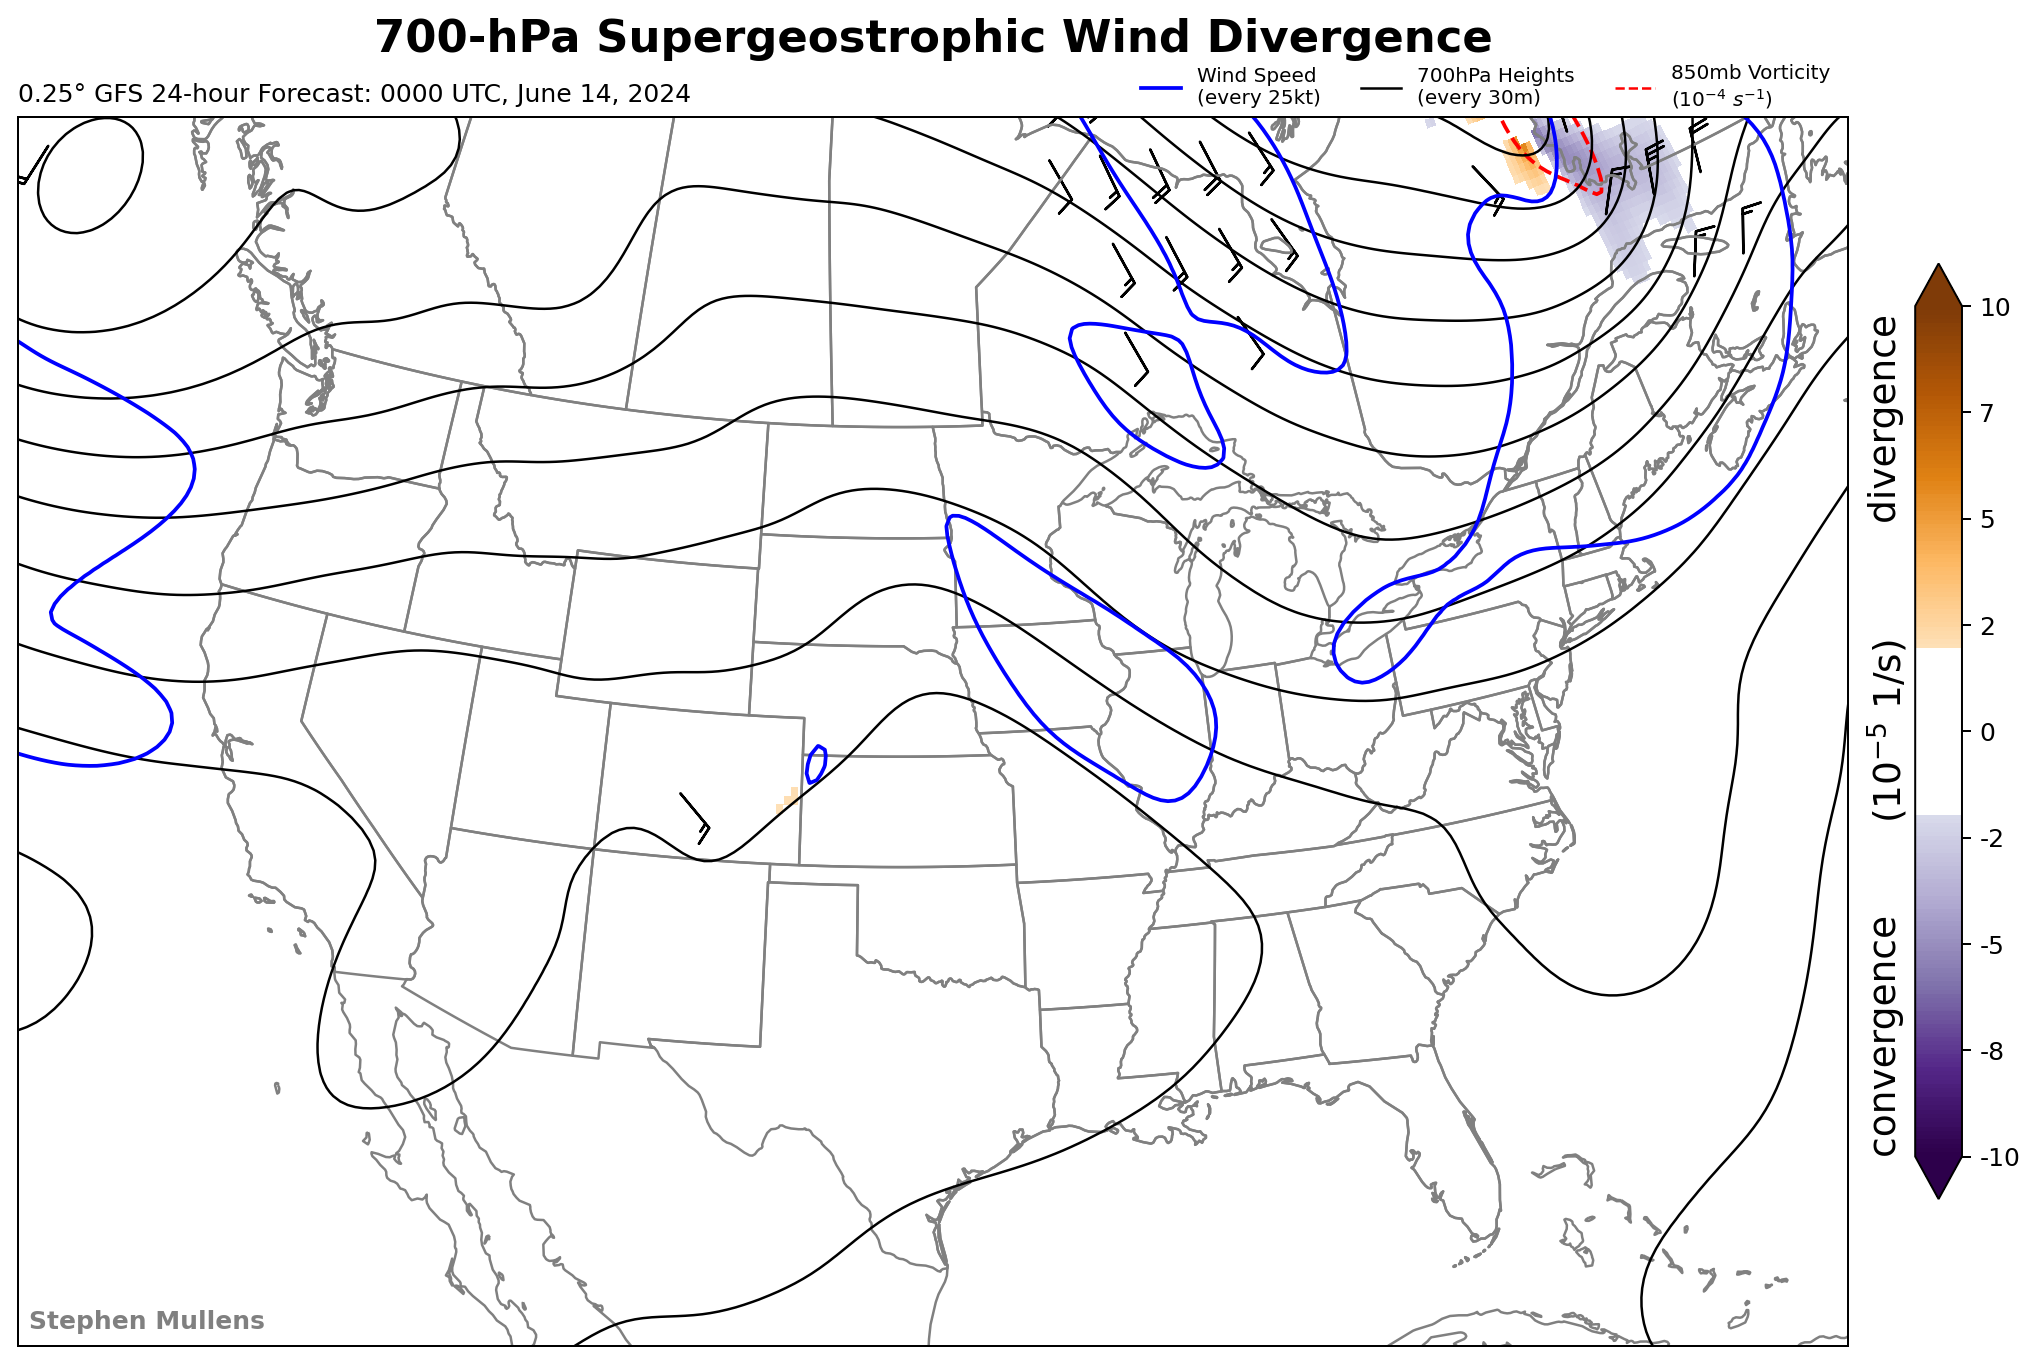 700-hPa Supergeostrophic Wind Divergence
0.25° GFS 24-hour Forecast: 0000 UTC, June 14, 2024
Wind Speed
(every 25kt)
700hPa Heights
(every 30m)
850mb Vorticity
(10⁻⁴ s⁻¹)
10
7
5
2
0
-2
-5
-8
-10
convergence (10⁻⁵ 1/s) divergence
Stephen Mullens